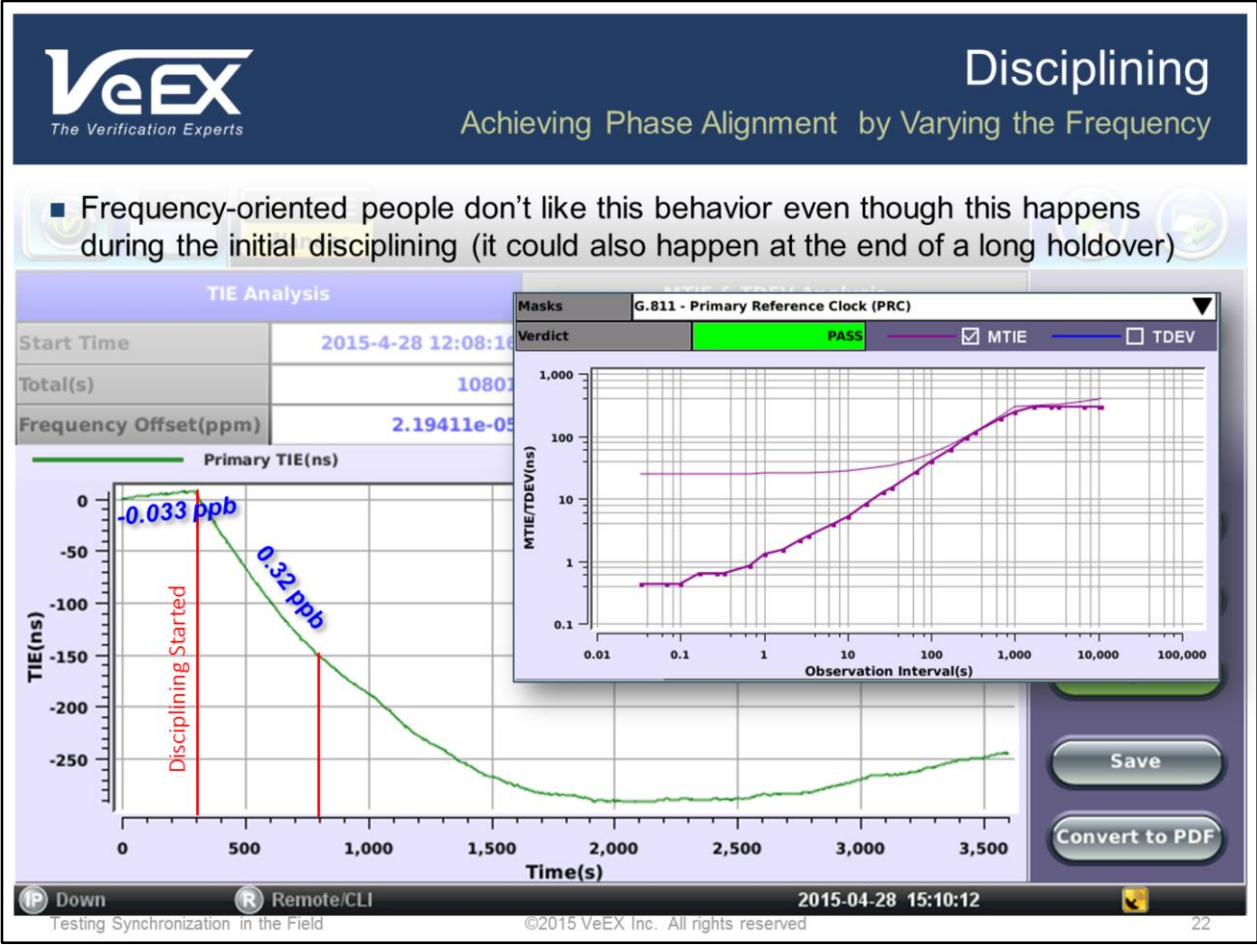 VeEX
The Verification Experts
Disciplining
Achieving Phase Alignment by Varying the Frequency
▪ Frequency-oriented people don't like this behavior even though this happens
during the initial disciplining (it could also happen at the end of a long holdover)
TIE Analysis
Start Time 2015-4-28 12:08:16
Total(s) 10801
Frequency Offset(ppm) 2.19411e-05
Primary TIE(ns)
Masks G.811 - Primary Reference Clock (PRC)
Verdict PASS MTIE TDEV
1,000
100
10
1
0.1
MTIE/TDEV(ns)
0.01 0.1 1 10 100 1,000 10,000 100,000
Observation Interval(s)
0
-50
-100
-150
-200
-250
TIE(ns)
-0.033 ppb
0.32 ppb
Disciplining Started
0 500 1,000 1,500 2,000 2,500 3,000 3,500
Time(s)
Save
Convert to PDF
IP Down R Remote/CLI 2015-04-28 15:10:12
Testing Synchronization in the Field ©2015 VeEX Inc. All rights reserved 22